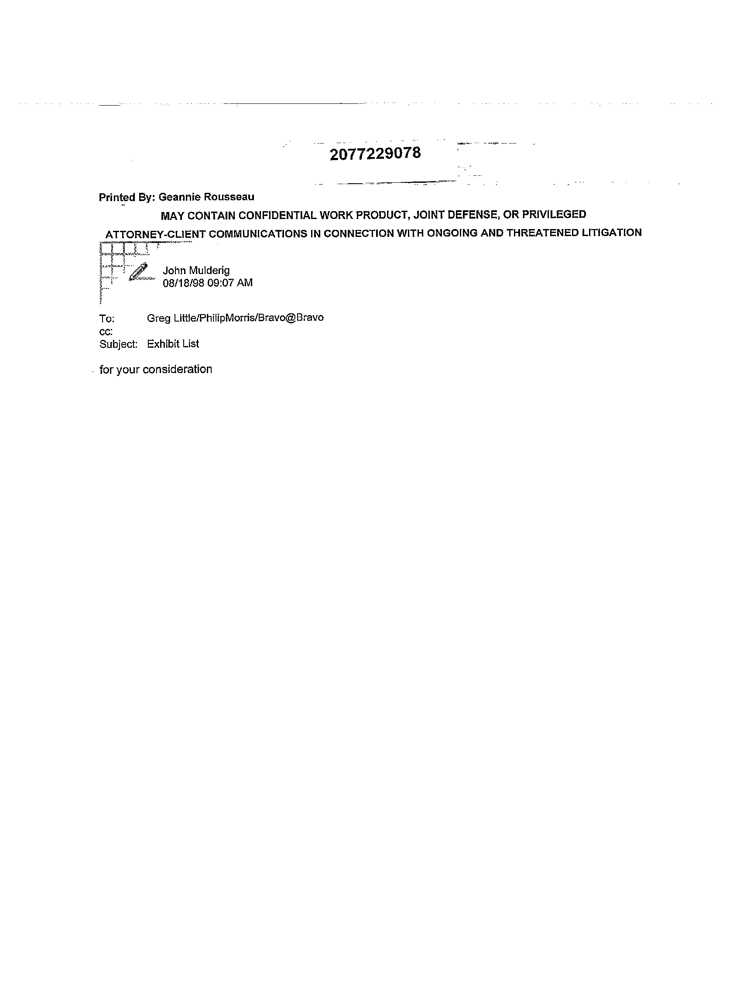 2077229078
Printed By: Geannie Rousseau
MAY CONTAIN CONFIDENTIAL WORK PRODUCT, JOINT DEFENSE, OR PRIVILEGED
ATTORNEY-CLIENT COMMUNICATIONS IN CONNECTION WITH ONGOING AND THREATENED LITIGATION
John Mulderig
08/18/98 09:07 AM
To: Greg Little/PhilipMorris/Bravo@Bravo
cc:
Subject: Exhibit List
for your consideration